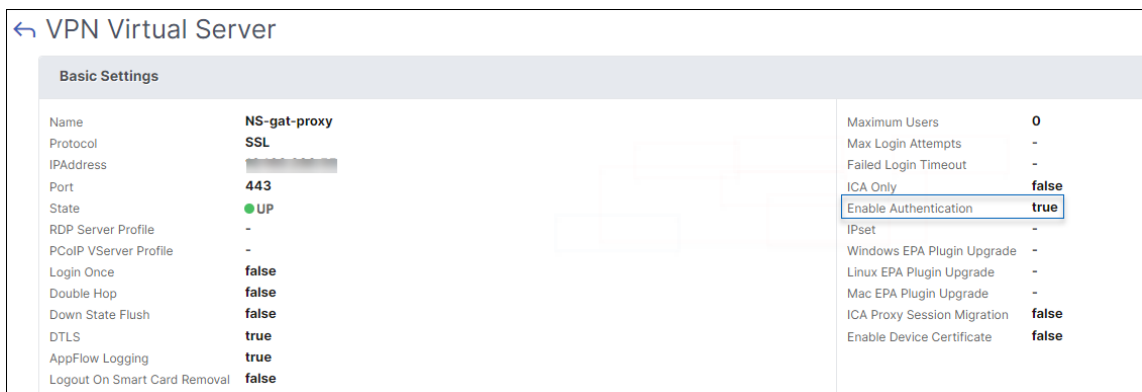 VPN Virtual Server
Basic Settings
Name NS-gat-proxy
Protocol SSL
IPAddress
Port 443
State UP
RDP Server Profile -
PCoIP VServer Profile -
Login Once false
Double Hop false
Down State Flush false
DTLS true
AppFlow Logging true
Logout On Smart Card Removal false
Maximum Users 0
Max Login Attempts -
Failed Login Timeout -
ICA Only false
Enable Authentication true
IPset -
Windows EPA Plugin Upgrade -
Linux EPA Plugin Upgrade -
Mac EPA Plugin Upgrade -
ICA Proxy Session Migration false
Enable Device Certificate false